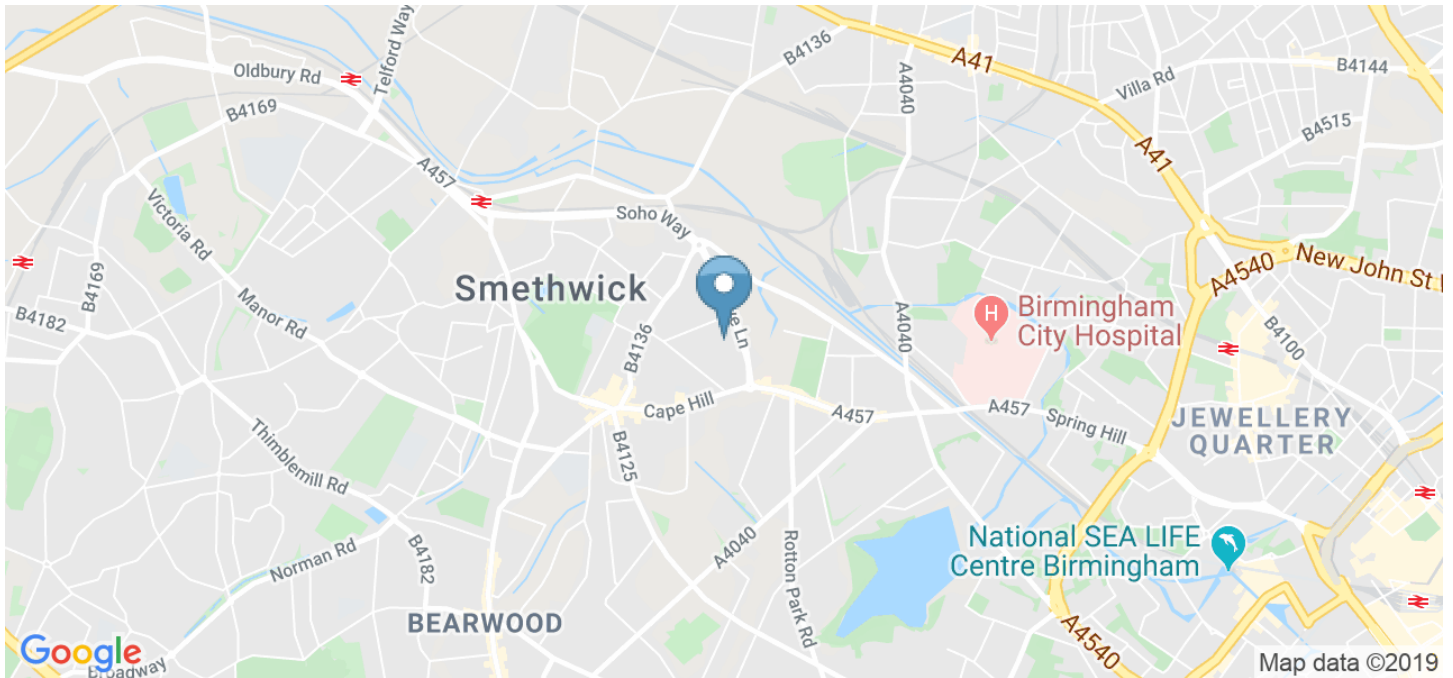 B4136
A4040
A41
B4144
Villa Rd
Oldbury Rd
Telford Way
B4169
B4515
A457
A41
Victoria Rd
Soho Way
B4169
Smethwick
A4540
New John St
B4182
Manor Rd
B4136
A4040
Birmingham
City Hospital
B4100
Cape Hill
A457
A457
Spring Hill
JEWELLERY
QUARTER
Thimblemill Rd
B4125
A4040
Rotton Park Rd
Norman Rd
B4182
National SEA LIFE
Centre Birmingham
BEARWOOD
A4540
Google
Broadway
Map data ©2019